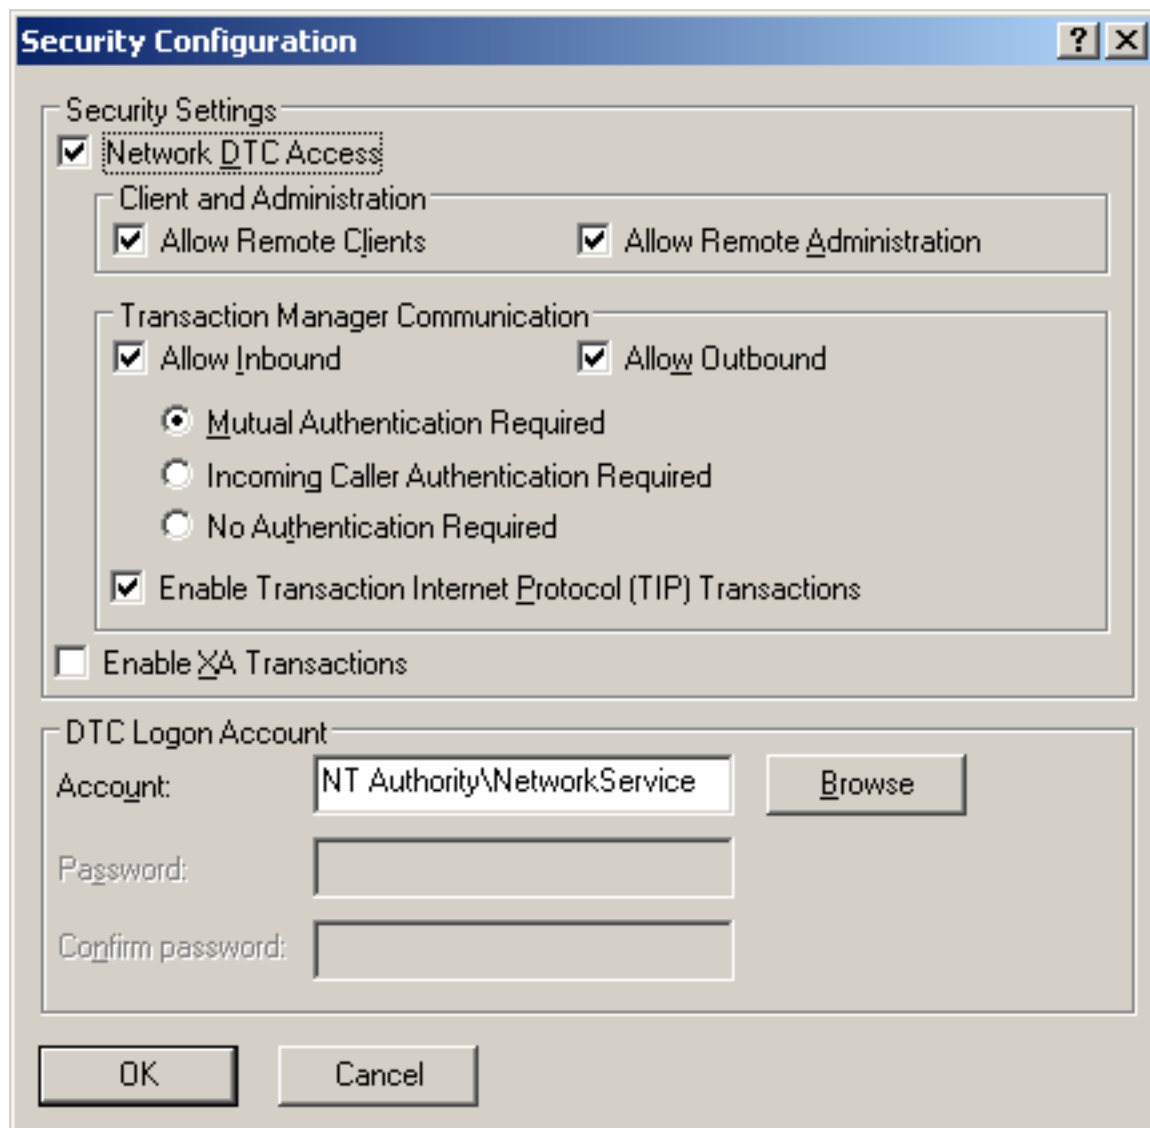 Security Configuration
Security Settings
Network DTC Access
Client and Administration
Allow Remote Clients Allow Remote Administration
Transaction Manager Communication
Allow Inbound Allow Outbound
Mutual Authentication Required
Incoming Caller Authentication Required
No Authentication Required
Enable Transaction Internet Protocol (TIP) Transactions
Enable XA Transactions
DTC Logon Account
Account: NT Authority\NetworkService Browse
Password:
Confirm password:
OK Cancel